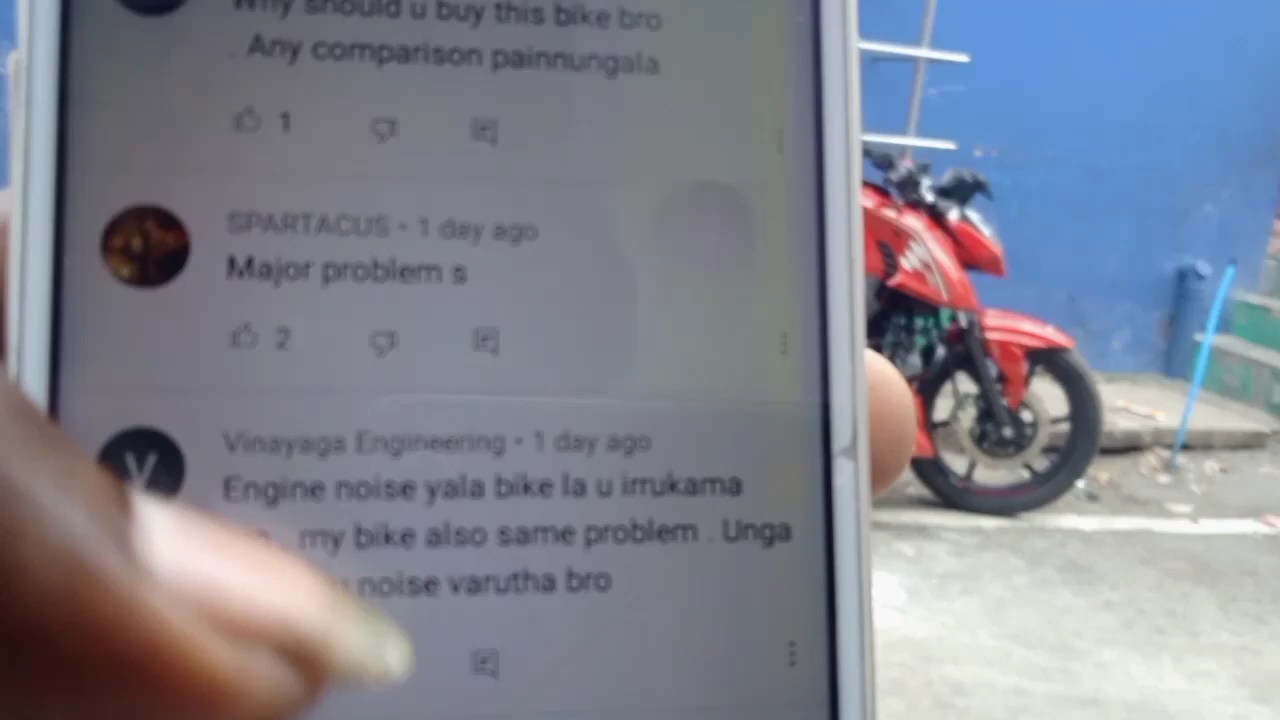 Why should u buy this bike bro
. Any comparison painnungala
1
SPARTACUS • 1 day ago
Major problem s
2
V
Vinayaga Engineering • 1 day ago
Engine noise yala bike la u irrukama
my bike also same problem . Unga
noise varutha bro